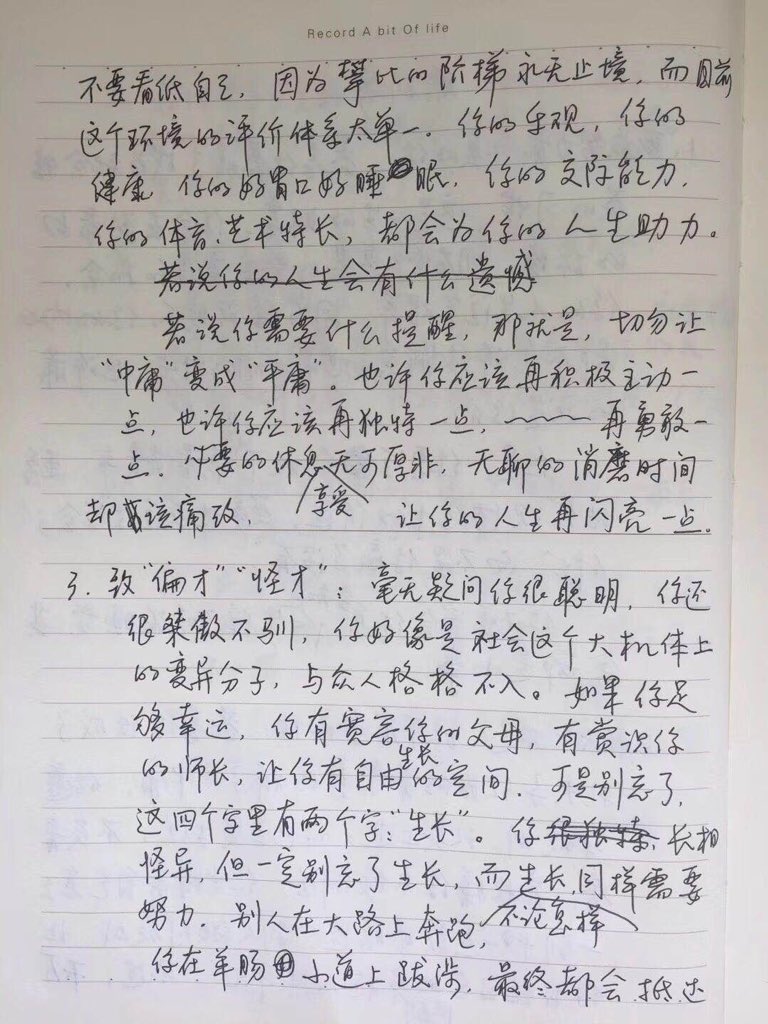 Record A bit Of life
不要看低自己，因为攀比的阶梯永无止境，而目前
这个环境的评价体系太单一。你的乐观，你的
健康 你的好胃口好睡眠，你的交际能力，
你的体育、艺术特长，都会为你的人生助力。
若说你的人生会有什么遗憾
若说你需要什么提醒，那就是，切勿让
“中庸”变成“平庸”。也许你应该再积极主动一
点，也许你应该再独特一点，～～～再勇敢一
点。必要的休息无可厚非，无聊的消磨时间
享受
却该痛改，让你的人生再闪亮一点。
3. 致“偏才”“怪才”：毫无疑问你很聪明，你还
很桀傲不驯，你好像是社会这个大机体上
的变异分子，与众人格格不入。如果你足
够幸运，你有宽容你的父母，有赏识你
生长
的师长，让你有自由的空间。可是别忘了，
这四个字里有两个字：“生长”。你很独特，长相
怪异，但一定别忘了生长，而生长同样需要
努力。别人在大路上奔跑，不论怎样
你在羊肠小道上跋涉，最终都会抵达